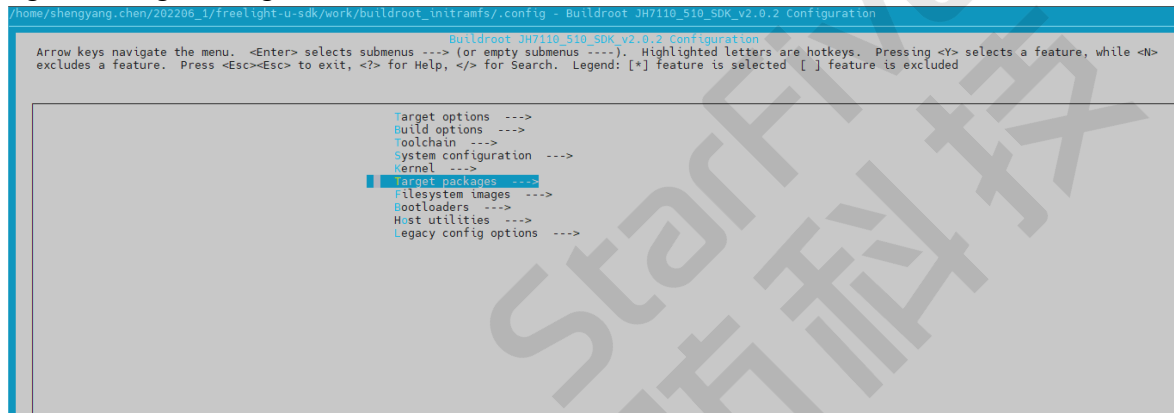 /home/shengyang.chen/202206_1/freelight-u-sdk/work/buildroot_initramfs/.config - Buildroot JH7110_510_SDK_v2.0.2 Configuration
Buildroot JH7110_510_SDK_v2.0.2 Configuration
Arrow keys navigate the menu.  <Enter> selects submenus ---> (or empty submenus ----).  Highlighted letters are hotkeys.  Pressing <Y> selects a feature, while <N>
excludes a feature.  Press <Esc><Esc> to exit, <?> for Help, </> for Search.  Legend: [*] feature is selected  [ ] feature is excluded
Target options  --->
Build options  --->
Toolchain  --->
System configuration  --->
Kernel  --->
Target packages  --->
Filesystem images  --->
Bootloaders  --->
Host utilities  --->
Legacy config options  --->
StarFive
科技